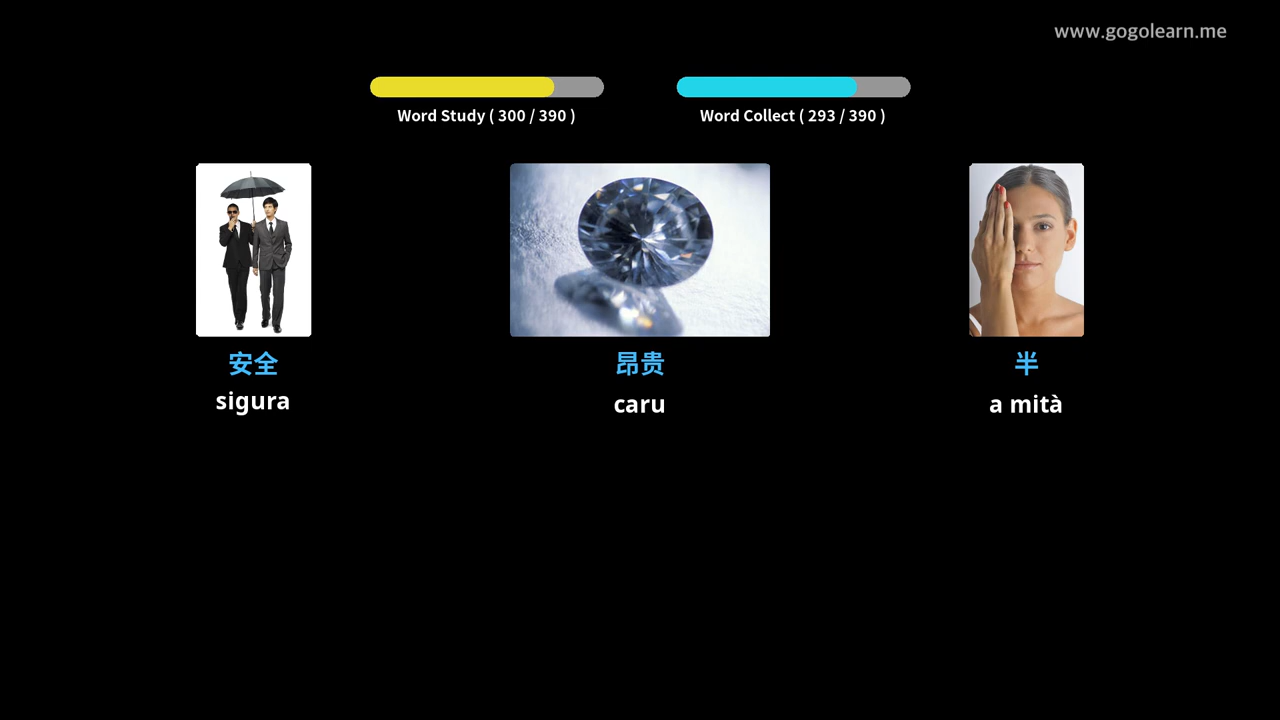 www.gogolearn.me
Word Study ( 300 / 390 )
Word Collect ( 293 / 390 )
安全
昂贵
半
sigura
caru
a mità